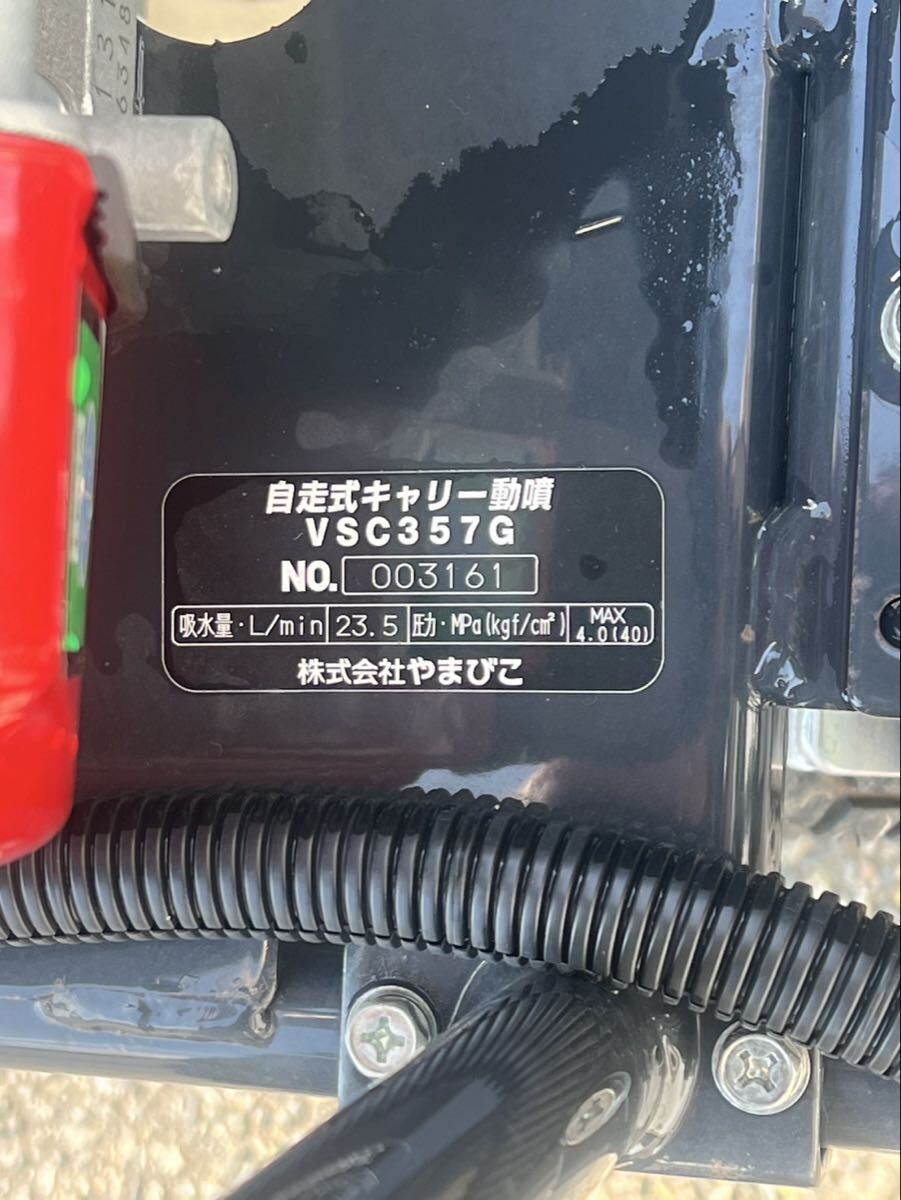 自走式キャリー動噴
VSC357G
NO. 003161
吸水量・L/min 23.5 圧力・MPa(kgf/cm²) MAX 4.0(40)
株式会社やまびこ